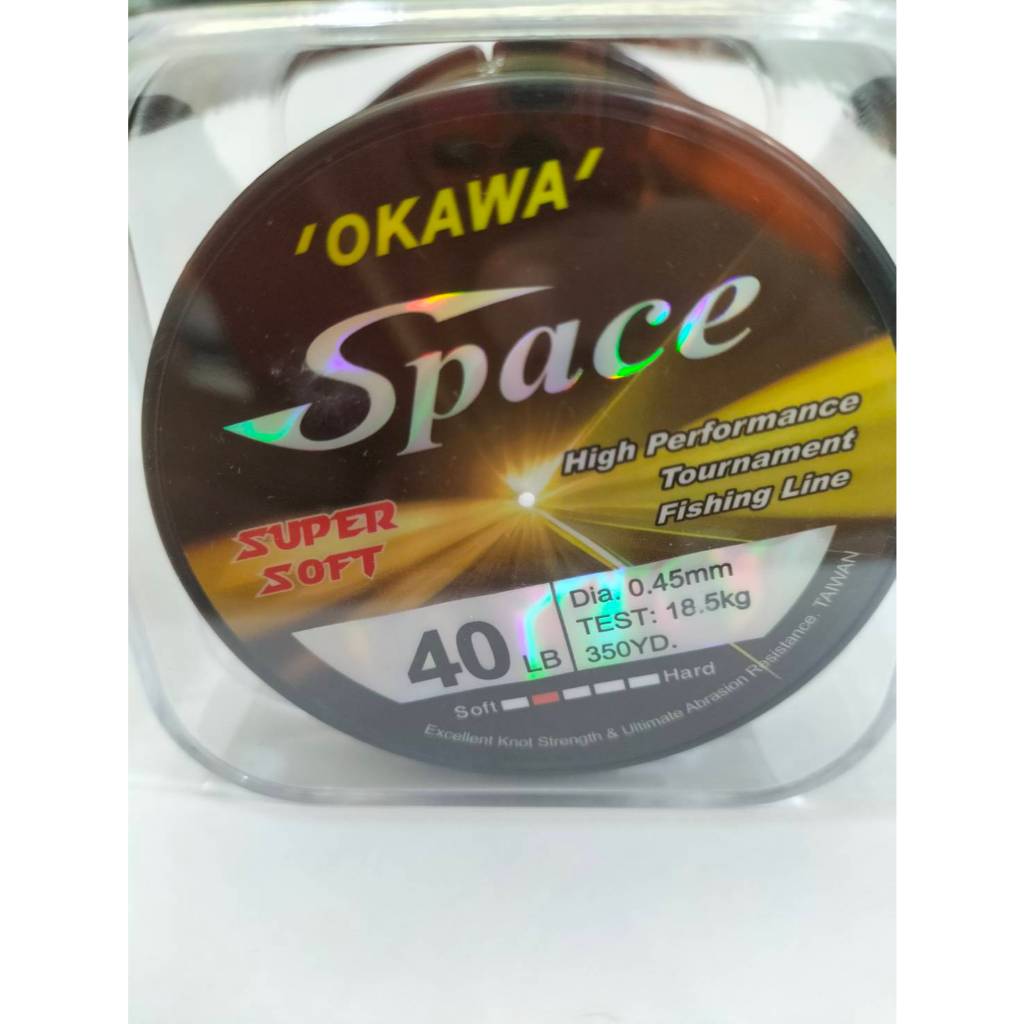 'OKAWA'
Space
High Performance
Tournament
Fishing Line
SUPER
SOFT
40 LB
Dia. 0.45mm
TEST: 18.5kg
350YD.
Soft Hard
Excellent Knot Strength & Ultimate Abrasion Resistance. TAIWAN